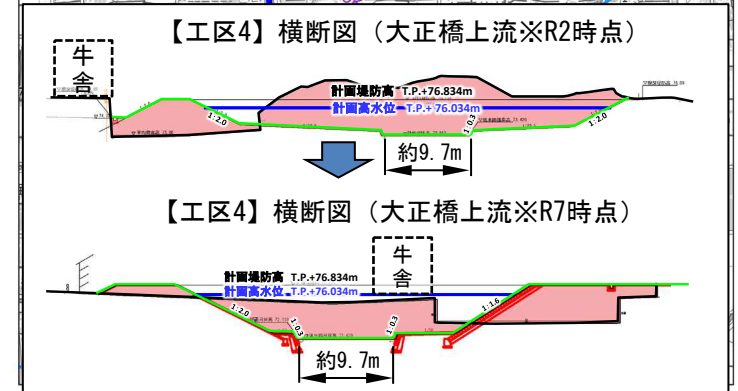 【工区4】横断図（大正橋上流※R2時点）
牛舎
計画堤防高 T.P.+76.834m
計画高水位 T.P.+76.034m
1:2.0
1:0.3
1:2.0
約9.7m
【工区4】横断図（大正橋上流※R7時点）
牛舎
計画堤防高 T.P.+76.834m
計画高水位 T.P.+76.034m
1:2.0
1:0.3
1:0.3
1:1.6
約9.7m